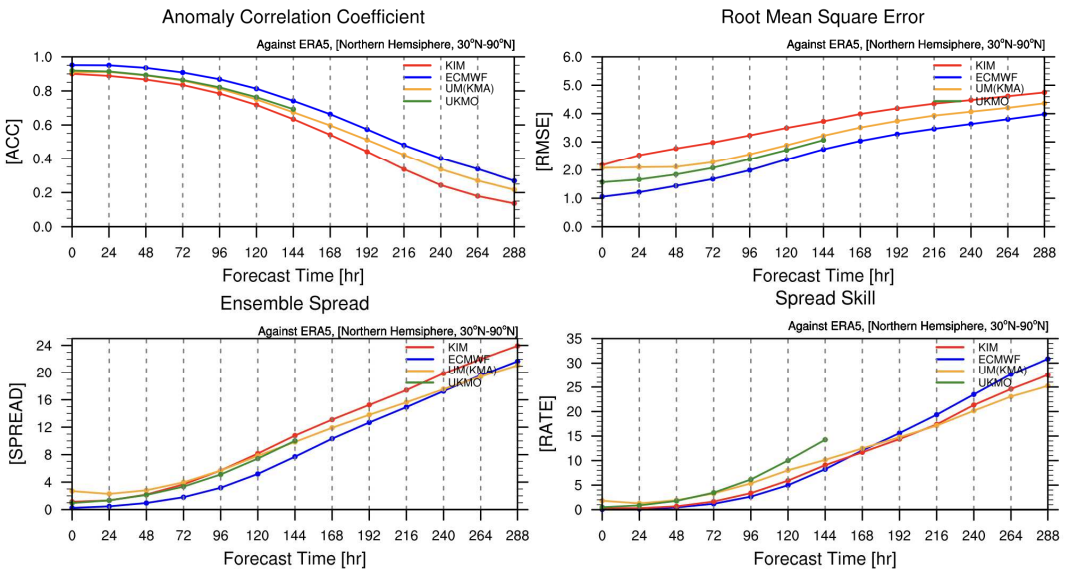 Anomaly Correlation Coefficient
Against ERA5, [Northern Hemsiphere, 30°N-90°N]
KIM
ECMWF
UM(KMA)
UKMO
1.0
0.8
0.6
0.4
0.2
0.0
[ACC]
0 24 48 72 96 120 144 168 192 216 240 264 288
Forecast Time [hr]
Root Mean Square Error
Against ERA5, [Northern Hemsiphere, 30°N-90°N]
KIM
ECMWF
UM(KMA)
UKMO
6.0
5.0
4.0
3.0
2.0
1.0
0.0
[RMSE]
0 24 48 72 96 120 144 168 192 216 240 264 288
Forecast Time [hr]
Ensemble Spread
Against ERA5, [Northern Hemsiphere, 30°N-90°N]
KIM
ECMWF
UM(KMA)
UKMO
24
20
16
12
8
4
0
[SPREAD]
0 24 48 72 96 120 144 168 192 216 240 264 288
Forecast Time [hr]
Spread Skill
Against ERA5, [Northern Hemsiphere, 30°N-90°N]
KIM
ECMWF
UM(KMA)
UKMO
35
30
25
20
15
10
5
0
[RATE]
0 24 48 72 96 120 144 168 192 216 240 264 288
Forecast Time [hr]